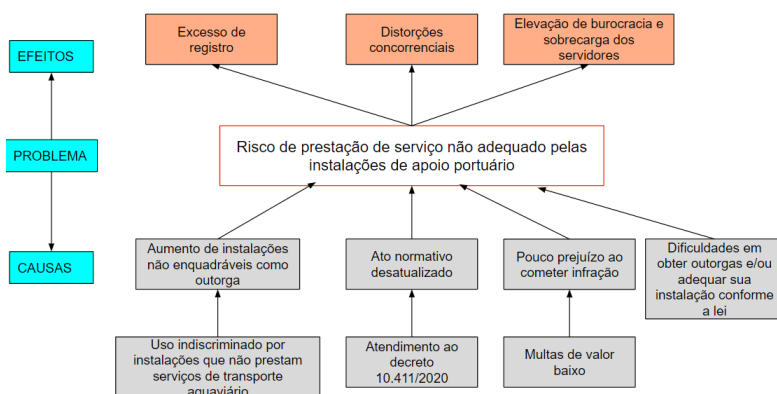 Excesso de
registro
Distorções
concorrenciais
Elevação de burocracia e
sobrecarga dos
servidores
EFEITOS
PROBLEMA
Risco de prestação de serviço não adequado pelas
instalações de apoio portuário
CAUSAS
Aumento de instalações
não enquadráveis como
outorga
Ato normativo
desatualizado
Pouco prejuízo ao
cometer infração
Dificuldades em
obter outorgas e/ou
adequar sua
instalação conforme
a lei
Uso indiscriminado por
instalações que não prestam
serviços de transporte
aquaviário
Atendimento ao
decreto
10.411/2020
Multas de valor
baixo